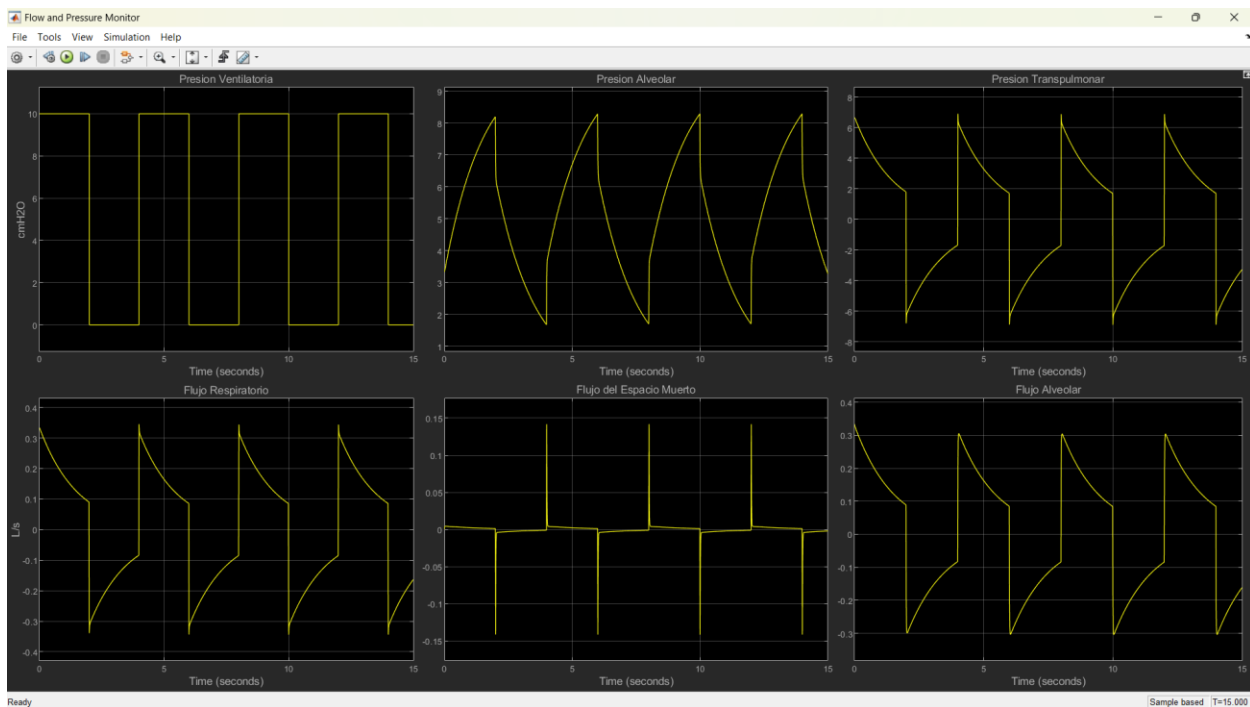 Flow and Pressure Monitor
File Tools View Simulation Help
Presion Ventilatoria
10
8
6
4
2
0
cmH2O
0 5 10 15
Time (seconds)
Presion Alveolar
9
8
7
6
5
4
3
2
1
0 5 10 15
Time (seconds)
Presion Transpulmonar
8
6
4
2
0
-2
-4
-6
-8
0 5 10 15
Time (seconds)
Flujo Respiratorio
0.4
0.3
0.2
0.1
0
-0.1
-0.2
-0.3
-0.4
L/s
0 5 10 15
Time (seconds)
Flujo del Espacio Muerto
0.15
0.1
0.05
0
-0.05
-0.1
-0.15
0 5 10 15
Time (seconds)
Flujo Alveolar
0.4
0.3
0.2
0.1
0
-0.1
-0.2
-0.3
0 5 10 15
Time (seconds)
Ready
Sample based T=15.000